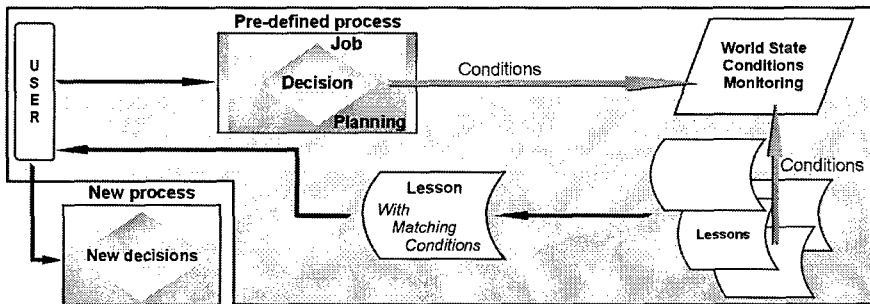 Pre-defined process
USER
Job
Decision
Planning
Conditions
World State
Conditions
Monitoring
Conditions
Lesson
With
Matching
Conditions
Lessons
New process
New decisions